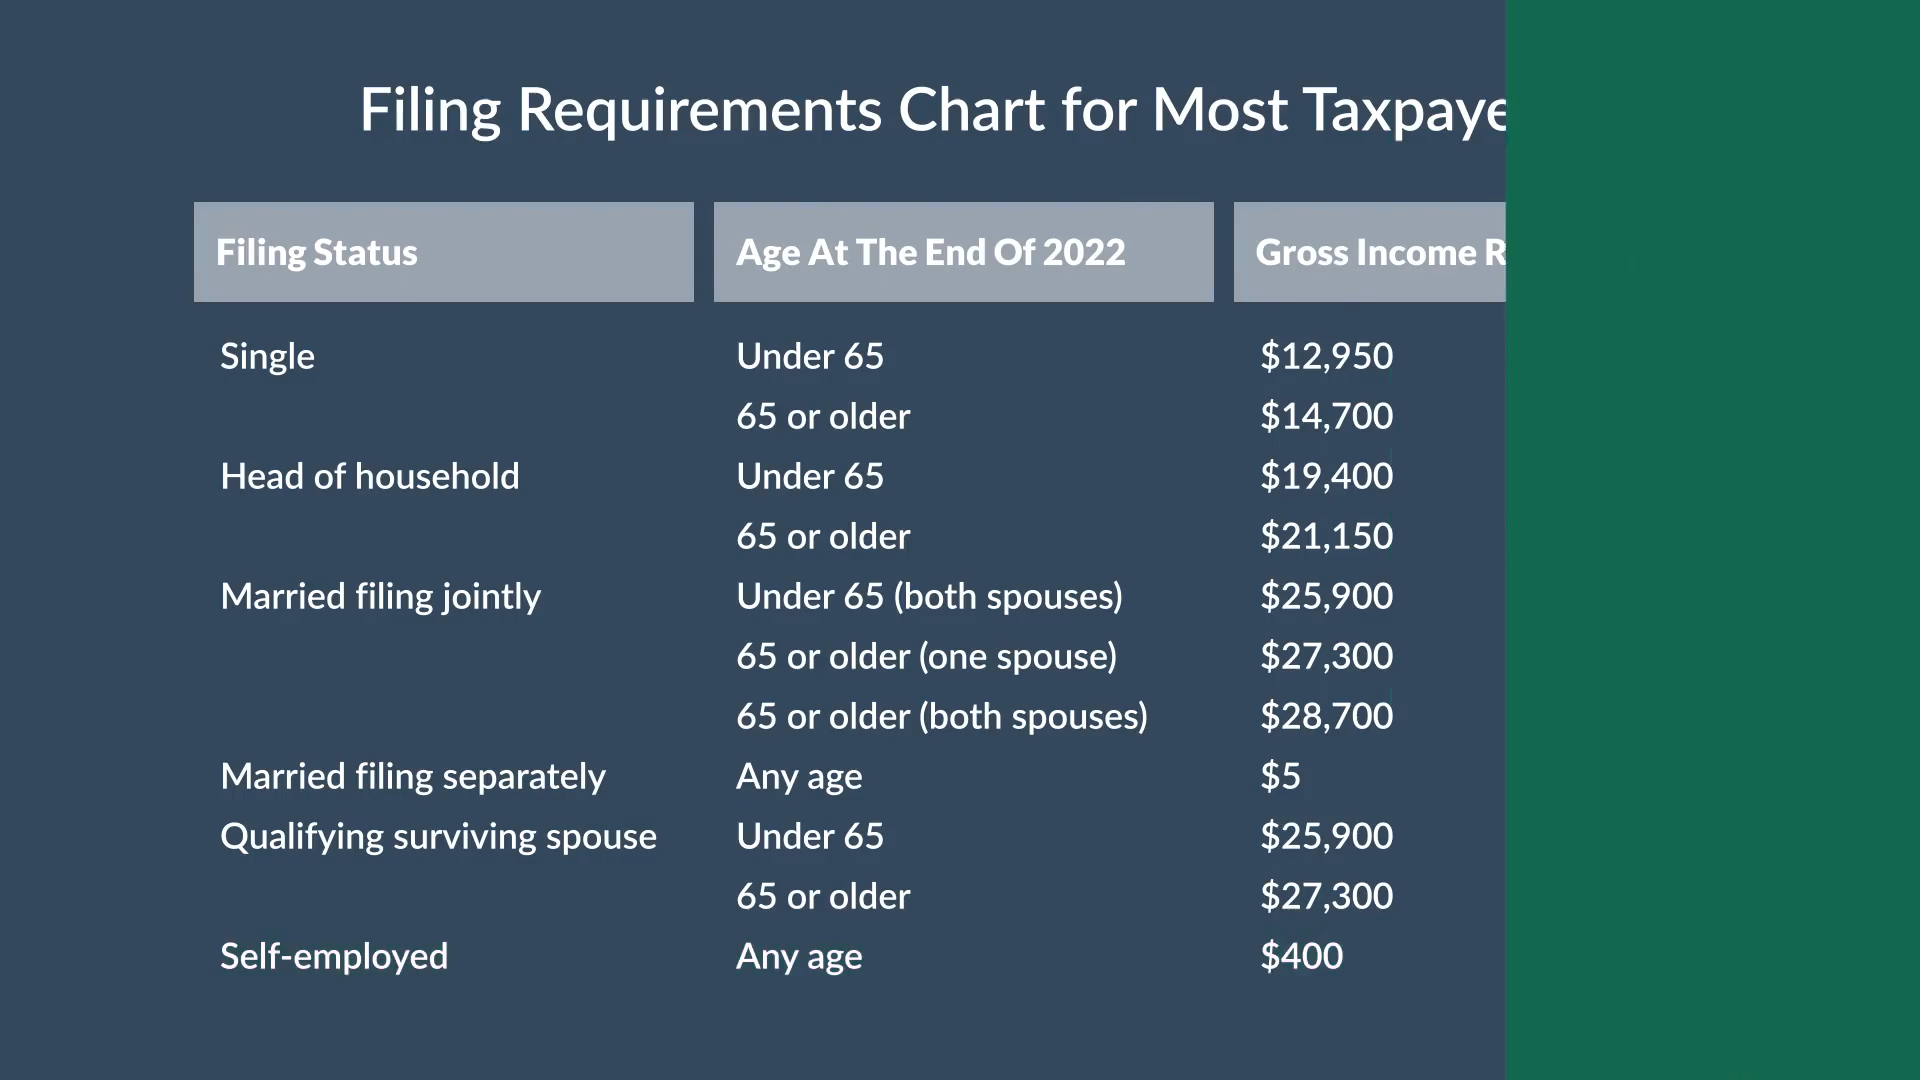 Filing Requirements Chart for Most Taxpaye
Filing Status Age At The End Of 2022 Gross Income R
Single Under 65 $12,950
65 or older $14,700
Head of household Under 65 $19,400
65 or older $21,150
Married filing jointly Under 65 (both spouses) $25,900
65 or older (one spouse) $27,300
65 or older (both spouses) $28,700
Married filing separately Any age $5
Qualifying surviving spouse Under 65 $25,900
65 or older $27,300
Self-employed Any age $400